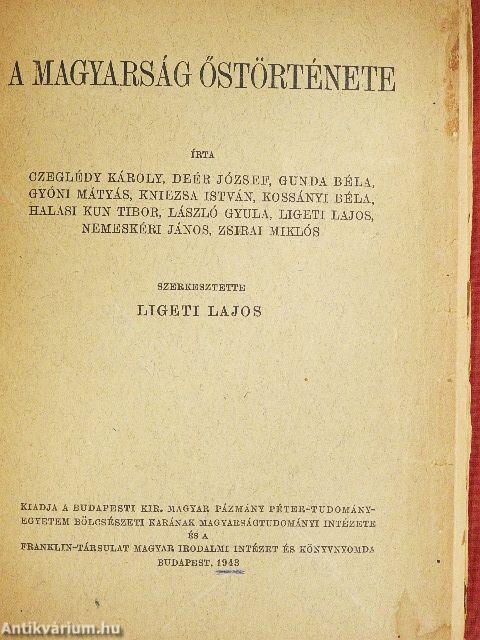 A MAGYARSÁG ŐSTÖRTÉNETE
ÍRTA
CZEGLÉDY KÁROLY, DEÉR JÓZSEF, GUNDA BÉLA,
GYÓNI MÁTYÁS, KNIEZSA ISTVÁN, KOSSÁNYI BÉLA,
HALASI KUN TIBOR, LÁSZLÓ GYULA, LIGETI LAJOS,
NEMESKÉRI JÁNOS, ZSIRAI MIKLÓS
SZERKESZTETTE
LIGETI LAJOS
KIADJA A BUDAPESTI KIR. MAGYAR PÁZMÁNY PÉTER-TUDOMÁNY-
EGYETEM BÖLCSÉSZETI KARÁNAK MAGYARSÁGTUDOMÁNYI INTÉZETE
ÉS A
FRANKLIN-TÁRSULAT MAGYAR IRODALMI INTÉZET ÉS KÖNYVNYOMDA
BUDAPEST, 1943
Antikvárium.hu